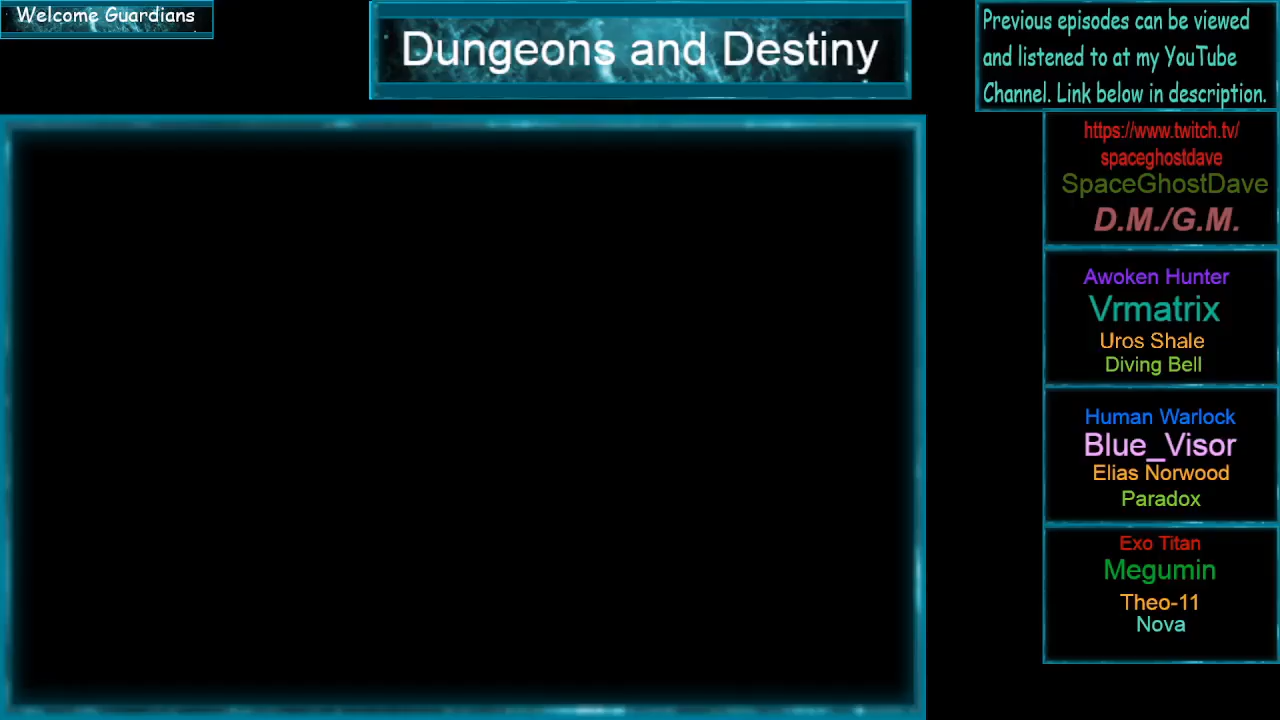 Welcome Guardians
Dungeons and Destiny
Previous episodes can be viewed
and listened to at my YouTube
Channel. Link below in description.
https://www.twitch.tv/
spaceghostdave
SpaceGhostDave
D.M./G.M.
Awoken Hunter
Vrmatrix
Uros Shale
Diving Bell
Human Warlock
Blue_Visor
Elias Norwood
Paradox
Exo Titan
Megumin
Theo-11
Nova